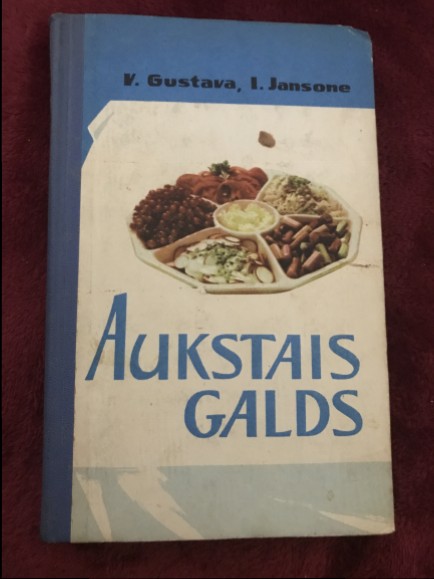 V. Gustava, I. Jansone
AUKSTAIS
GALDS